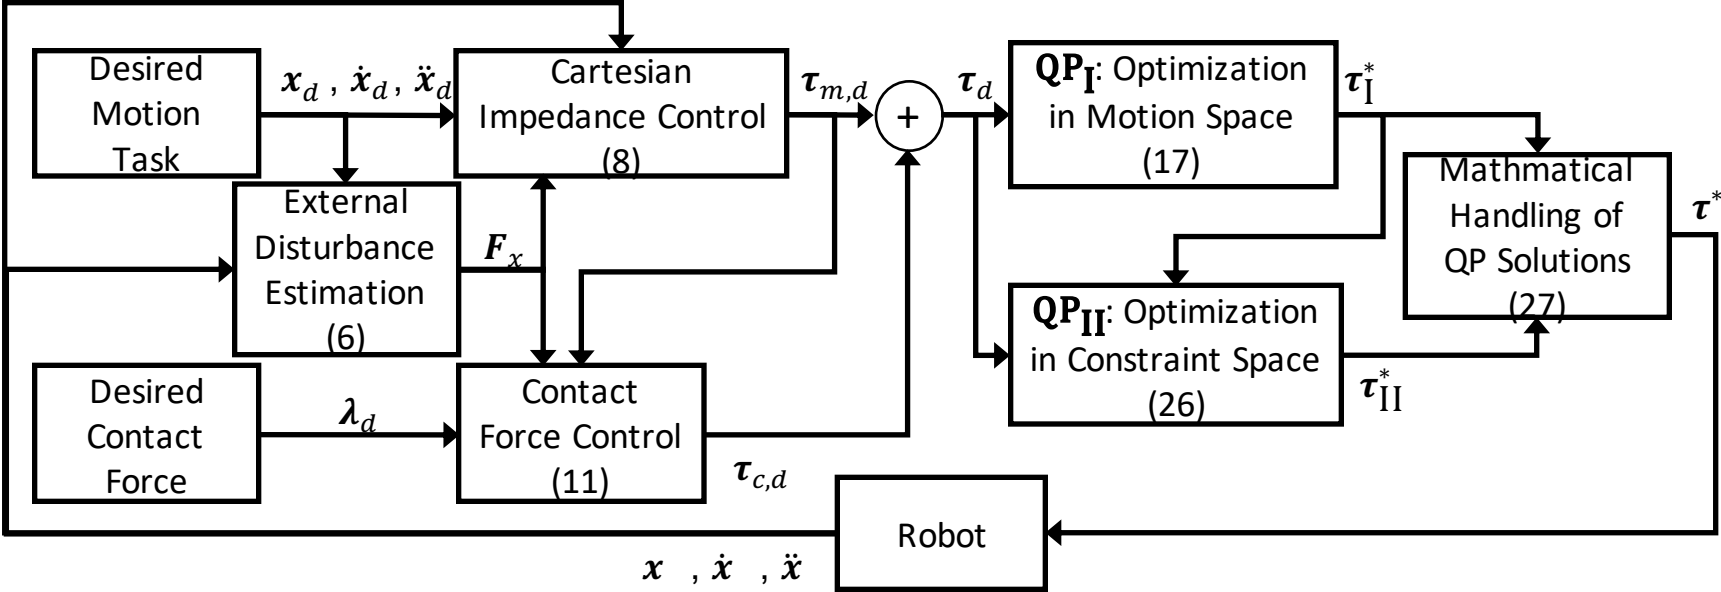 Desired
Motion
Task
𝒙_d , 𝒙̇_d, 𝒙̈_d
Cartesian
Impedance Control
(8)
𝝉_{m,d}
+
𝝉_d
QP_I: Optimization
in Motion Space
(17)
𝝉_I^*
Mathmatical
Handling of
QP Solutions
(27)
𝝉^*
External
Disturbance
Estimation
(6)
𝑭_x
QP_II: Optimization
in Constraint Space
(26)
𝝉_II^*
Desired
Contact
Force
𝝀_d
Contact
Force Control
(11)
𝝉_{c,d}
Robot
𝒙 , 𝒙̇ , 𝒙̈